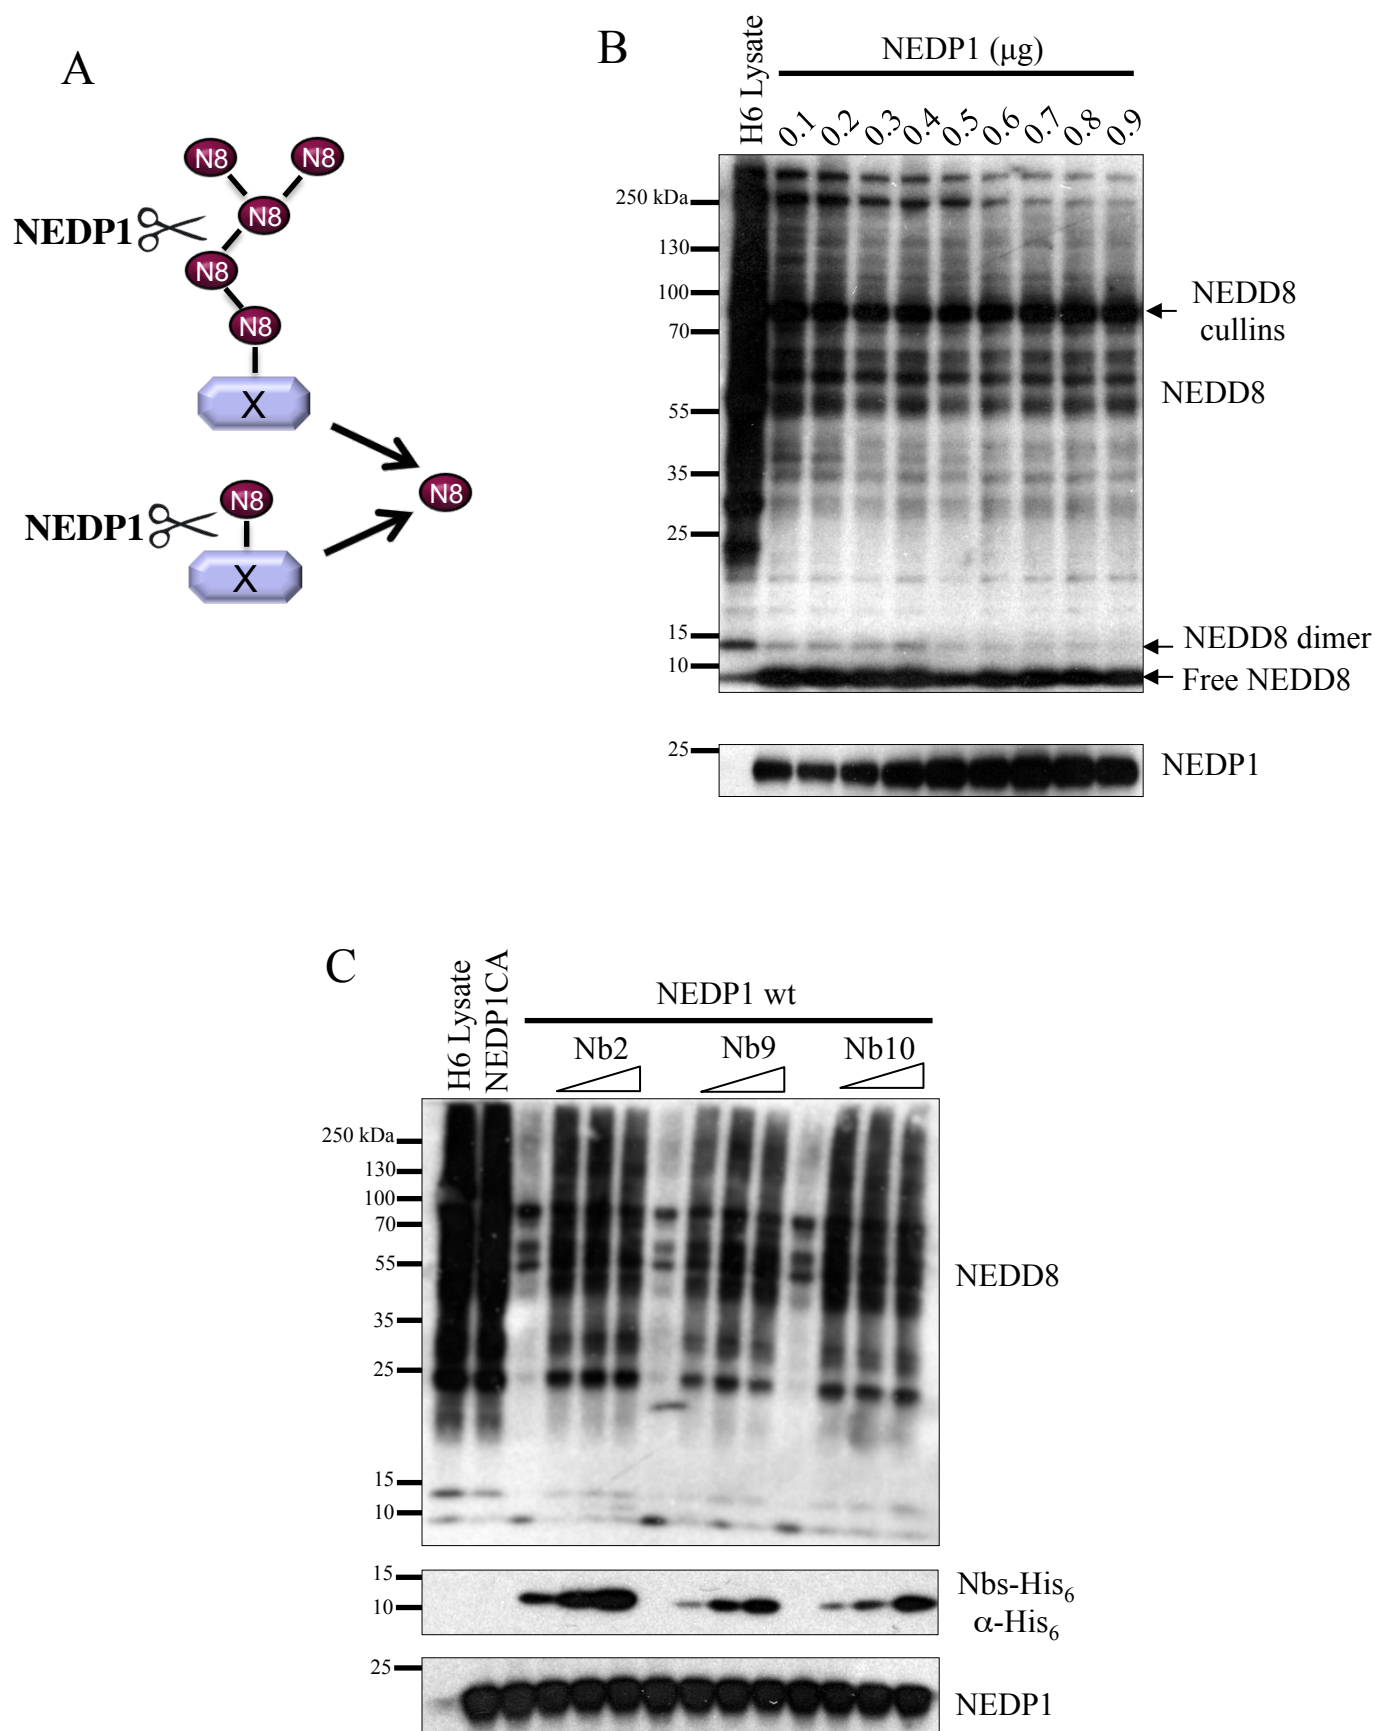 A
N8
N8
N8
NEDP1
N8
N8
X
N8
N8
NEDP1
X
B
NEDP1 (μg)
H6 Lysate
0.1 0.2 0.3 0.4 0.5 0.6 0.7 0.8 0.9
250 kDa
130
100
70
55
35
25
15
10
NEDD8
cullins
NEDD8
NEDD8 dimer
Free NEDD8
25
NEDP1
C
H6 Lysate
NEDP1CA
NEDP1 wt
Nb2 Nb9 Nb10
250 kDa
130
100
70
55
35
25
15
10
NEDD8
15
10
Nbs-His6
α-His6
25
NEDP1